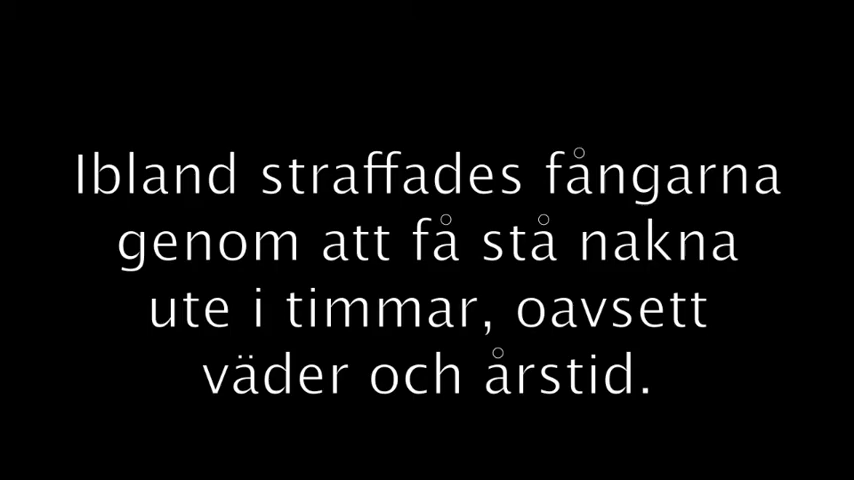 Ibland straffades fångarna
genom att få stå nakna
ute i timmar, oavsett
väder och årstid.